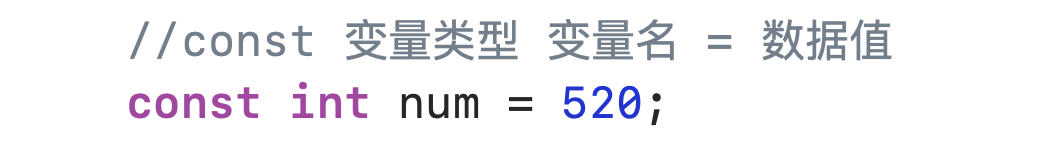 //const 变量类型 变量名 = 数据值
const int num = 520;